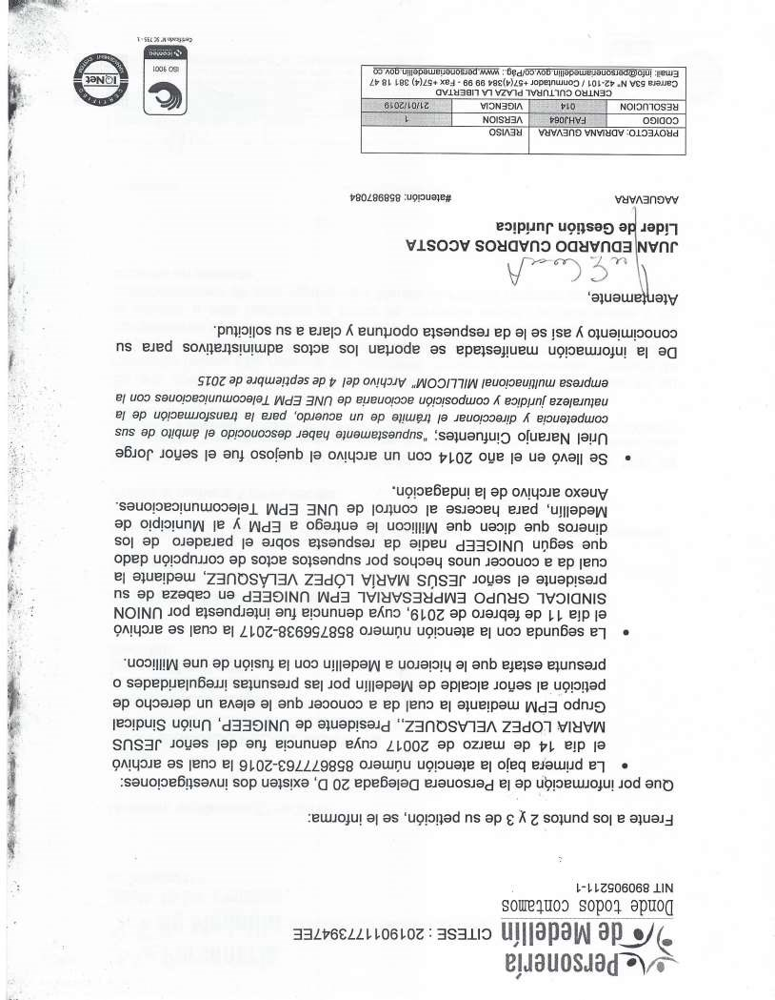 Personería
de Medellín CITESE : 20190117739477EE
Donde todos contamos
NIT 890905211-1
Frente a los puntos 2 y 3 de su petición, se le informa:
Que por información de la Personera Delegada 20 D, existen dos investigaciones:
• La primera bajo la atención número 858677763-2016 la cual se archivó
el día 14 de marzo de 20017 cuya denuncia fue del señor JESUS
MARIA LOPEZ VELASQUEZ,, Presidente de UNIGEEP, Unión Sindical
Grupo EPM mediante la cual da a conocer que le eleva un derecho de
petición al señor alcalde de Medellín por las presuntas irregularidades o
presunta estafa que le hicieron a Medellín con la fusión de une Millicon.
• La segunda con la atención número 858756938-2017 la cual se archivó
el día 11 de febrero de 2019, cuya denuncia fue interpuesta por UNION
SINDICAL GRUPO EMPRESARIAL EPM UNIGEEP en cabeza de su
presidente el señor JESÚS MARÍA LÓPEZ VELÁSQUEZ, mediante la
cual da a conocer unos hechos por supuestos actos de corrupción dado
que según UNIGEEP nadie da respuesta sobre el paradero de los
dineros que dicen que Millicon le entrego a EPM y al Municipio de
Medellín, para hacerse al control de UNE EPM Telecomunicaciones.
Anexo archivo de la indagación.
• Se llevó en el año 2014 con un archivo el quejoso fue el señor Jorge
Uriel Naranjo Cinfuentes; "supuestamente haber desconocido el ámbito de sus
competencia y direccionar el trámite de un acuerdo, para la transformación de la
naturaleza jurídica y composición accionaria de UNE EPM Telecomunicaciones con la
empresa multinacional MILLICOM" Archivo del 4 de septiembre de 2015
De la información manifestada se aportan los actos administrativos para su
conocimiento y así se le da respuesta oportuna y clara a su solicitud.
Atentamente,
JUAN EDUARDO CUADROS ACOSTA
Líder de Gestión Jurídica
AAGUEVARA #atención: 858987084
PROYECTO: ADRIANA GUEVARA REVISO
CODIGO FAHJ064 VERSION 1
RESOLUCION 014 VIGENCIA 21/01/2019
CENTRO CULTURAL PLAZA LA LIBERTAD
Carrera 53A N° 42-101 / Conmutador +57(4)384 99 99 - Fax +57(4) 381 18 47
Email: info@personeriamedellin.gov.co/Pág.: www.personeriamedellin.gov.co
ISO 9001
icontec
Certificado N° SC 735 - 1
CERTIFIED
IQNet
MANAGEMENT SYSTEM